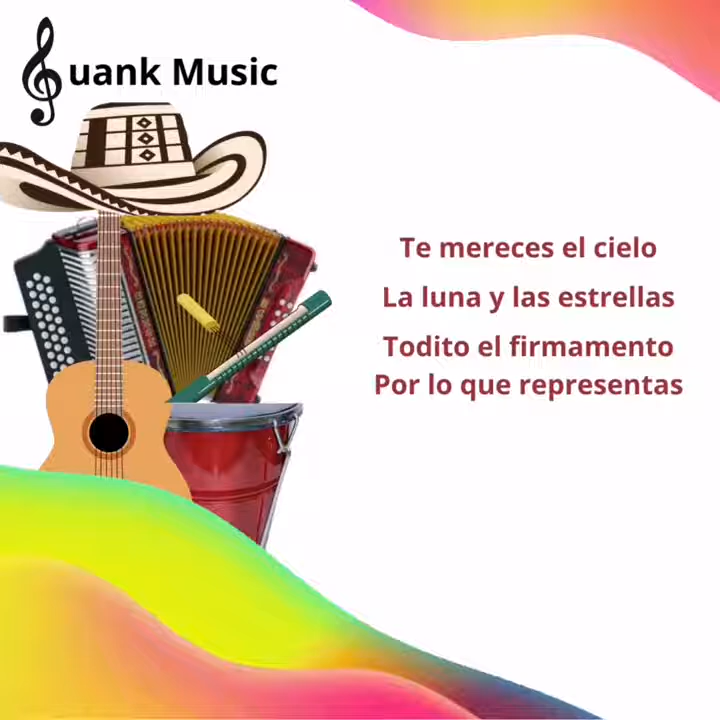 uank Music
Te mereces el cielo
La luna y las estrellas
Todito el firmamento
Por lo que representas